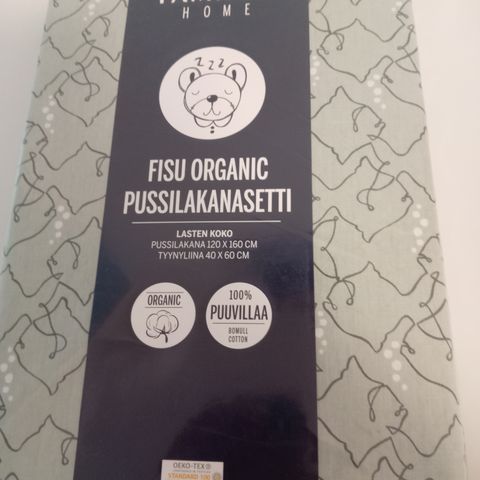 HOME
Z Z Z
FISU ORGANIC
PUSSILAKANASETTI
LASTEN KOKO
PUSSILAKANA 120 X 160 CM
TYYNYLIINA 40 X 60 CM
ORGANIC
100%
PUUVILLAA
BOMULL
COTTON
OEKO-TEX®
STANDARD 100